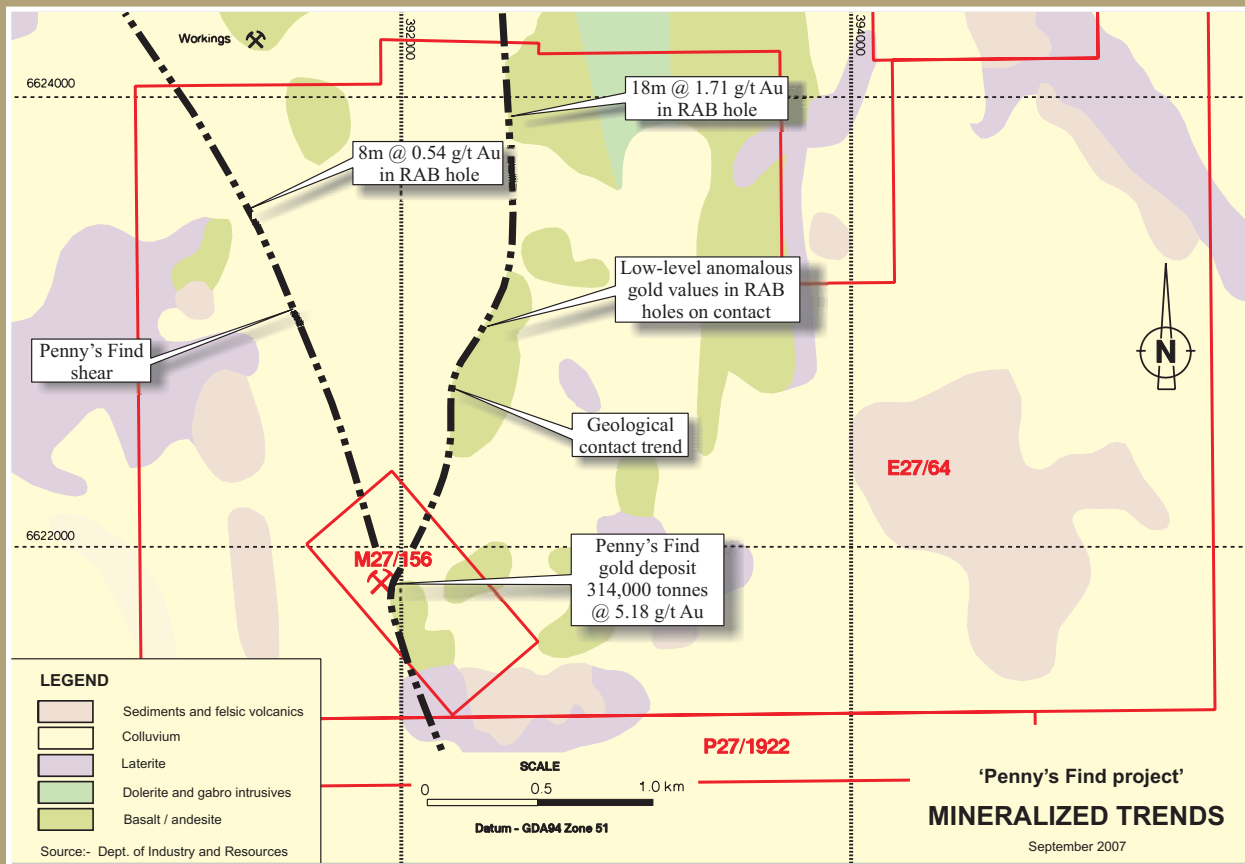 Workings
392000
394000
6624000
18m @ 1.71 g/t Au
in RAB hole
8m @ 0.54 g/t Au
in RAB hole
Low-level anomalous
gold values in RAB
holes on contact
Penny's Find
shear
N
Geological
contact trend
E27/64
6622000
M27/156
Penny's Find
gold deposit
314,000 tonnes
@ 5.18 g/t Au
LEGEND
Sediments and felsic volcanics
Colluvium
Laterite
Dolerite and gabro intrusives
Basalt / andesite
Source:- Dept. of Industry and Resources
P27/1922
SCALE
0 0.5 1.0 km
Datum - GDA94 Zone 51
'Penny's Find project'
MINERALIZED TRENDS
September 2007